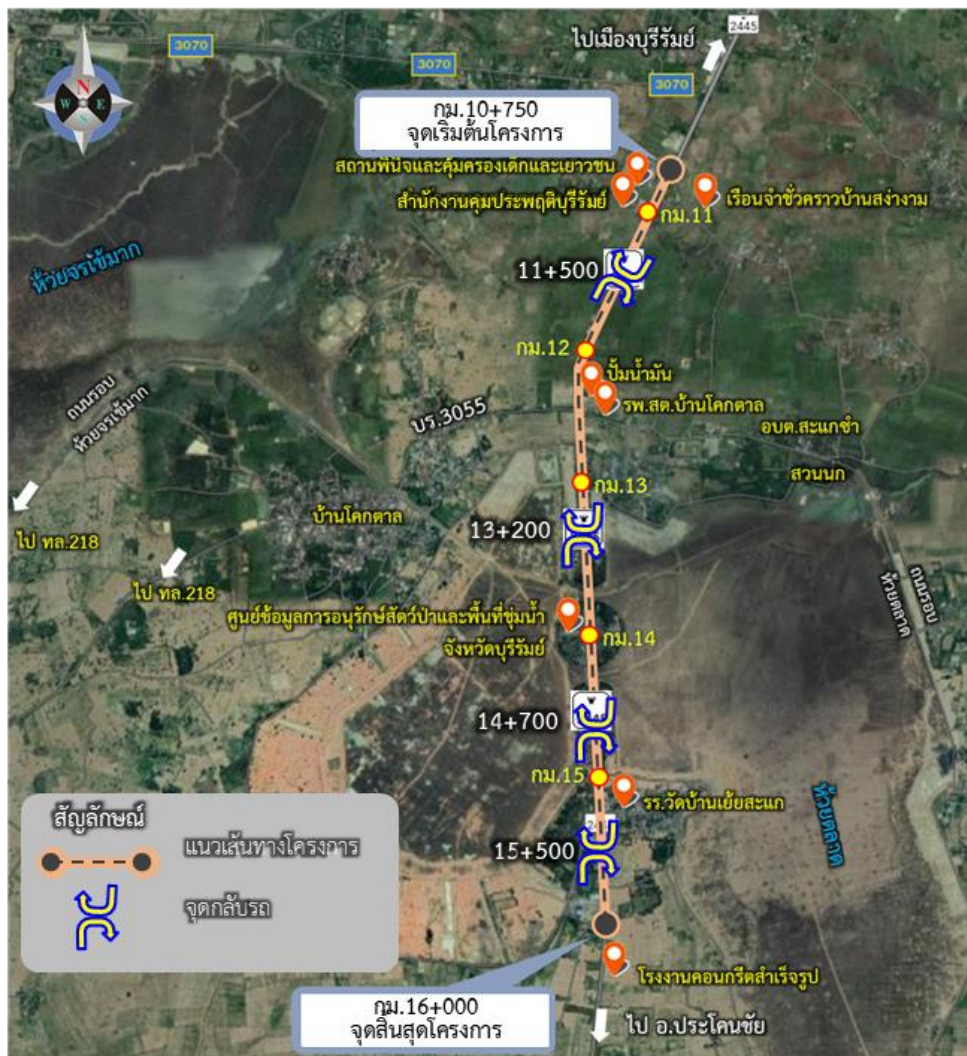 2445
ไปเมืองบุรีรัมย์
3070
3070
3070
N
W
E
S
กม.10+750
จุดเริ่มต้นโครงการ
สถานพินิจและคุ้มครองเด็กและเยาวชน
สำนักงานคุมประพฤติบุรีรัมย์
เรือนจำชั่วคราวบ้านสง่างาม
กม.11
ห้วยจรเข้มาก
11+500
กม.12
ปั้มน้ำมัน
รพ.สต.บ้านโคกตาล
ถนนรอบ
ห้วยจรเข้มาก
บร.3055
อบต.สะแกซำ
สวนนก
กม.13
บ้านโคกตาล
13+200
ไป ทล.218
ไป ทล.218
ถนนรอบ
ห้วยตลาด
ศูนย์ข้อมูลการอนุรักษ์สัตว์ป่าและพื้นที่ชุ่มน้ำ
จังหวัดบุรีรัมย์
กม.14
14+700
กม.15
รร.วัดบ้านเย้ยสะแก
ห้วยตลาด
15+500
สัญลักษณ์
แนวเส้นทางโครงการ
จุดกลับรถ
โรงงานคอนกรีตสำเร็จรูป
กม.16+000
จุดสิ้นสุดโครงการ
ไป อ.ประโคนชัย